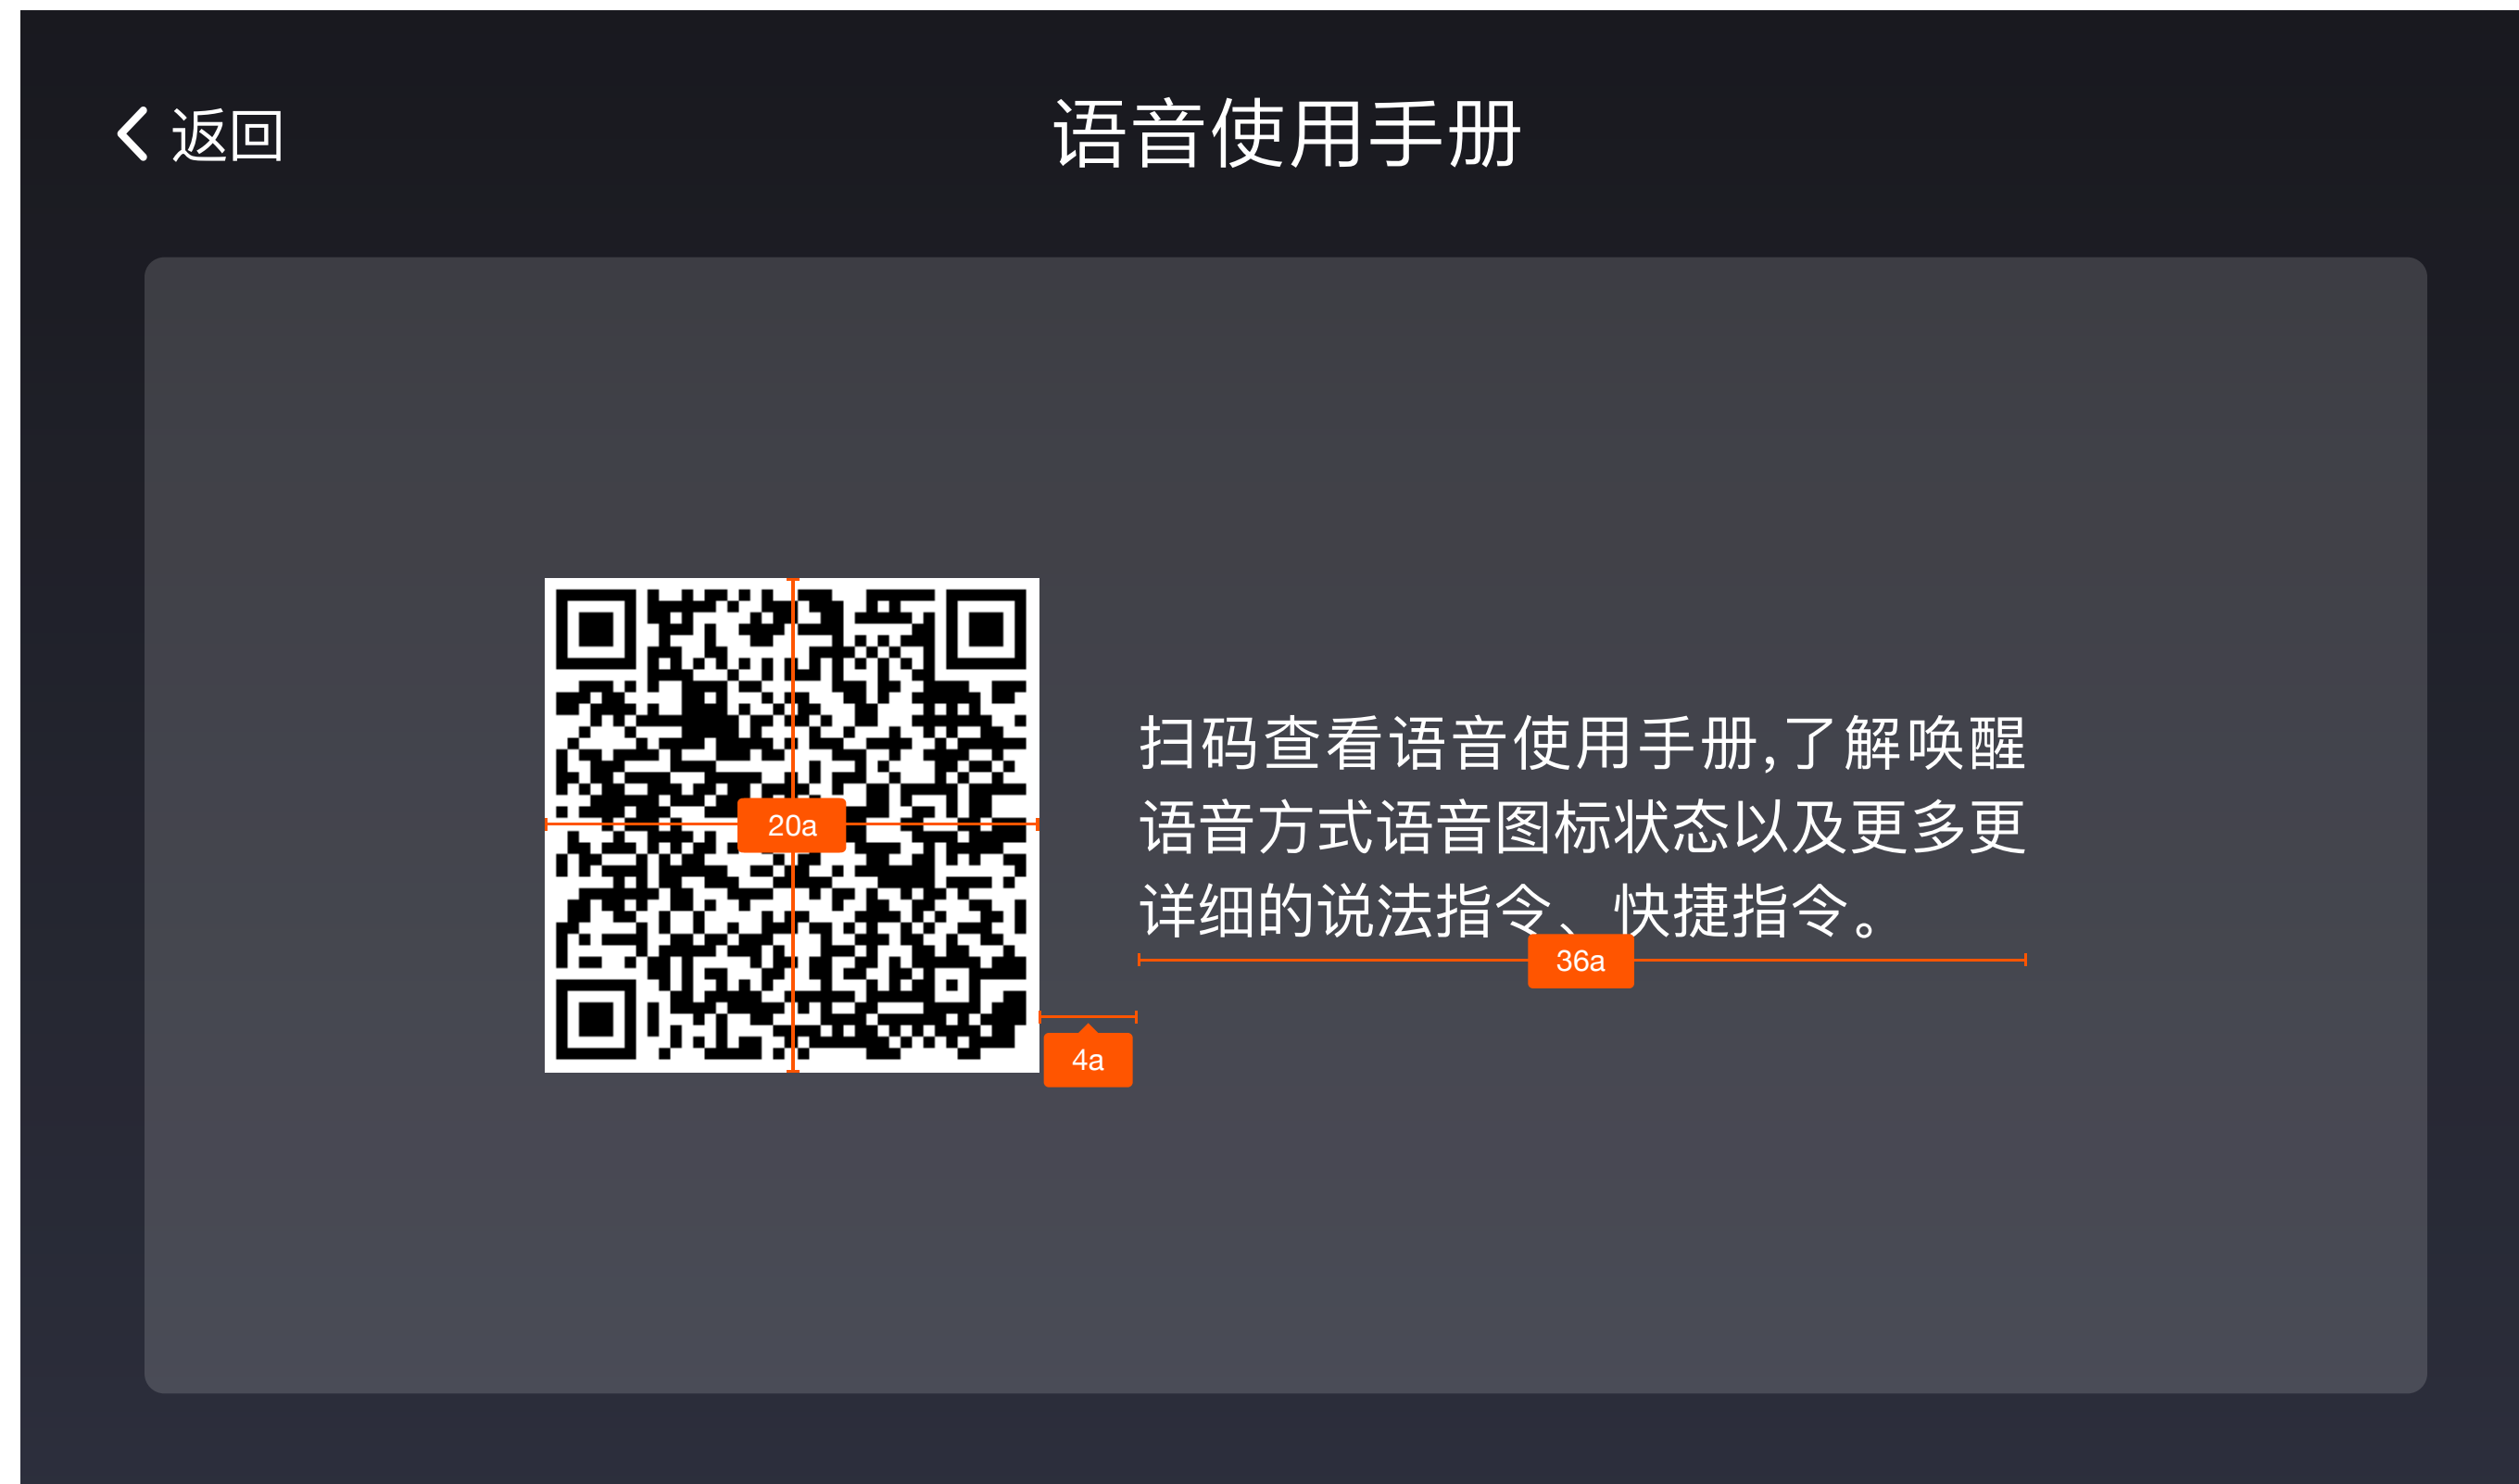 返回
语音使用手册
扫码查看语音使用手册,了解唤醒
语音方式语音图标状态以及更多更
详细的说法指令、快捷指令。
20a
36a
4a